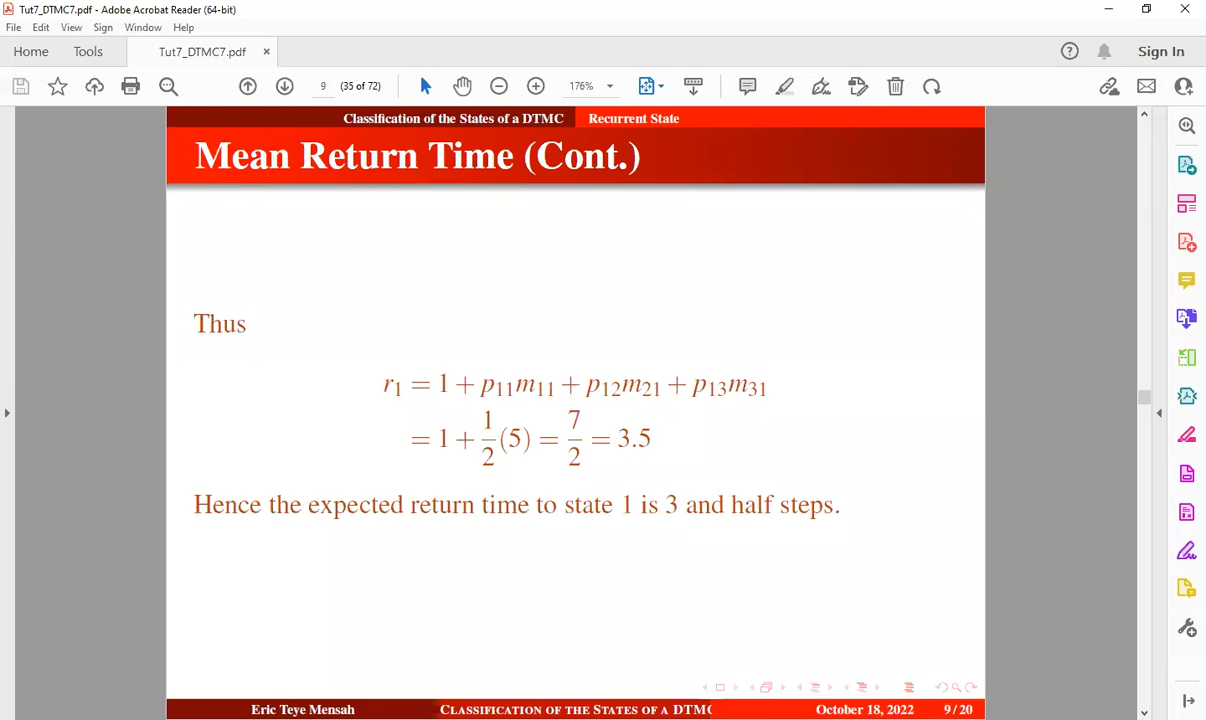 Tut7_DTMC7.pdf - Adobe Acrobat Reader (64-bit)
File Edit View Sign Window Help
Home Tools Tut7_DTMC7.pdf × Sign In
9 (35 of 72) 176%
Classification of the States of a DTMC Recurrent State
Mean Return Time (Cont.)
Thus
r₁ = 1 + p₁₁m₁₁ + p₁₂m₂₁ + p₁₃m₃₁
= 1 + 1/2(5) = 7/2 = 3.5
Hence the expected return time to state 1 is 3 and half steps.
Eric Teye Mensah CLASSIFICATION OF THE STATES OF A DTMC October 18, 2022 9/20